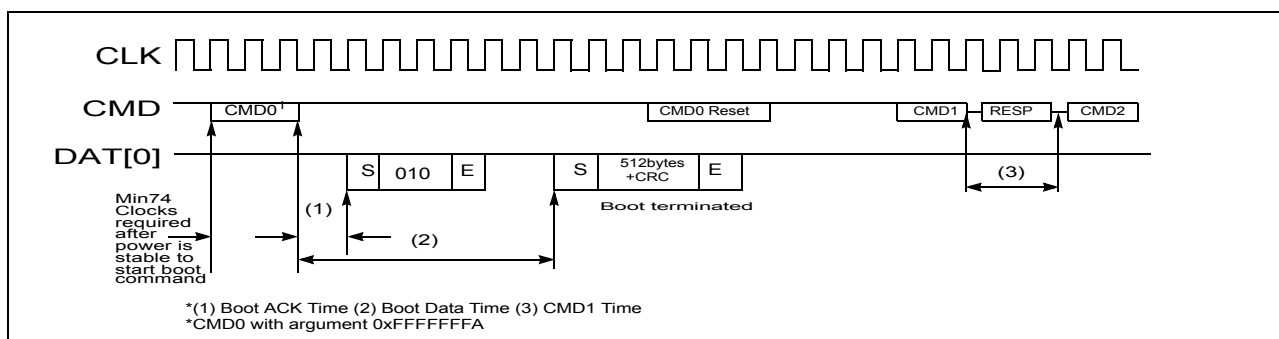 CLK
CMD
CMD0¹
CMD0 Reset
CMD1
RESP
CMD2
DAT[0]
S
010
E
S
512bytes
+CRC
E
(3)
Boot terminated
Min74
Clocks
required
after
power is
stable to
start boot
command
(1)
(2)
*(1) Boot ACK Time (2) Boot Data Time (3) CMD1 Time
*CMD0 with argument 0xFFFFFFFA